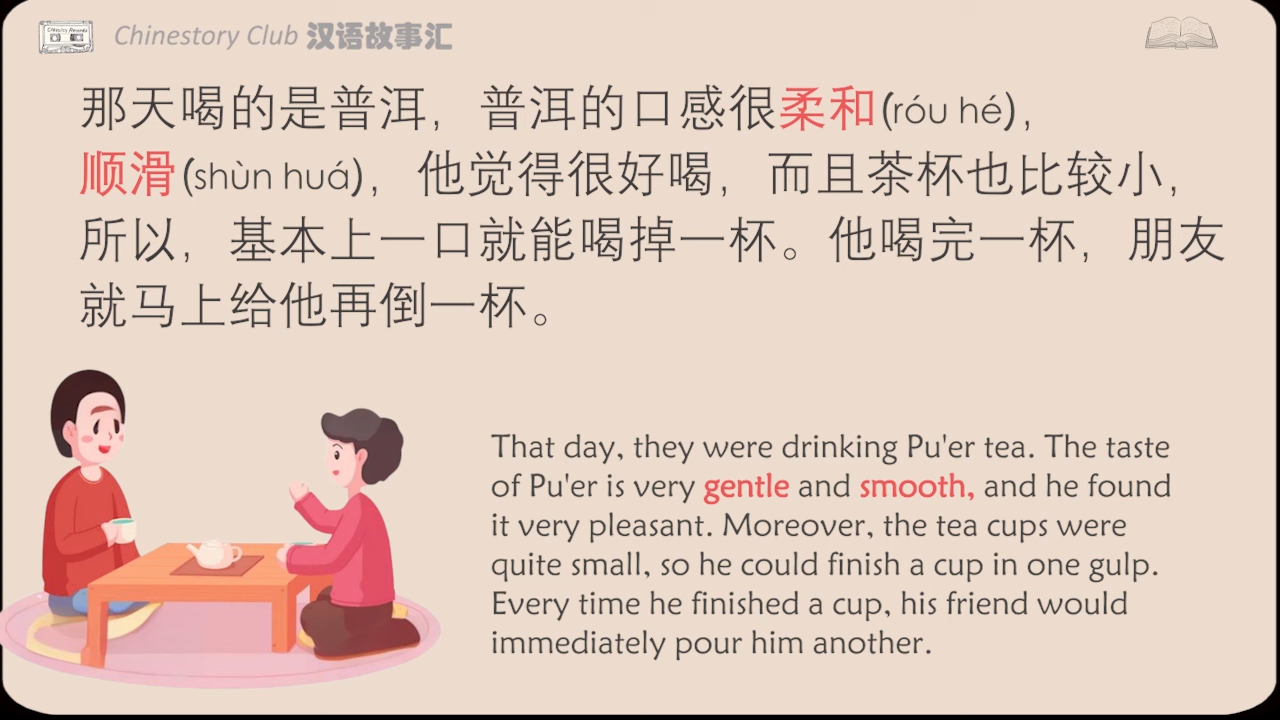 Chinestory Club 汉语故事汇
那天喝的是普洱，普洱的口感很柔和(róu hé)，
顺滑(shùn huá)，他觉得很好喝，而且茶杯也比较小，
所以，基本上一口就能喝掉一杯。他喝完一杯，朋友
就马上给他再倒一杯。
That day, they were drinking Pu'er tea. The taste
of Pu'er is very gentle and smooth, and he found
it very pleasant. Moreover, the tea cups were
quite small, so he could finish a cup in one gulp.
Every time he finished a cup, his friend would
immediately pour him another.